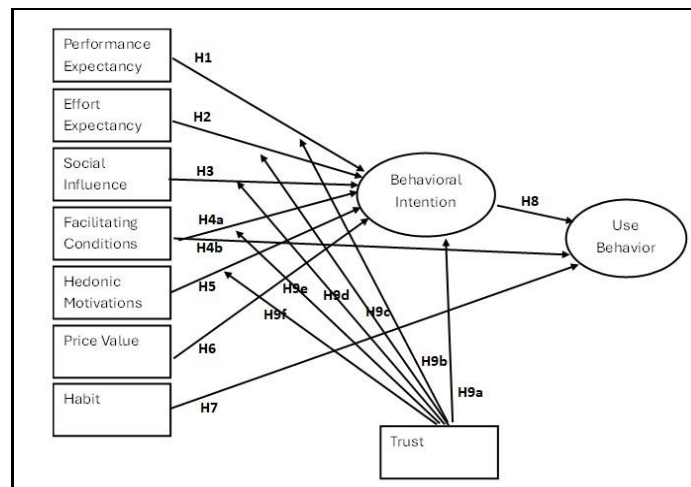 Performance
Expectancy
H1
Effort
Expectancy
H2
Social
Influence
H3
Behavioral
Intention
H8
Facilitating
Conditions
H4a
H4b
Use
Behavior
Hedonic
Motivations
H5
H9e
H9d
H9c
H9f
Price Value
H6
H9b
Habit
H7
H9a
Trust